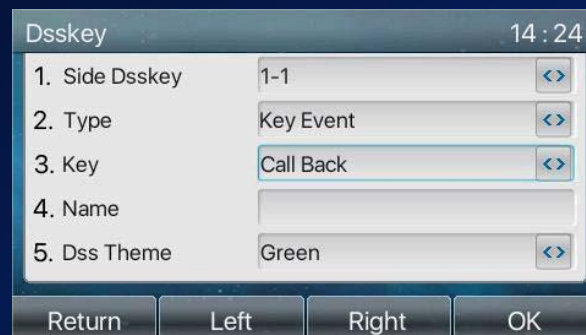 Dsskey 14:24
1. Side Dsskey 1-1 <>
2. Type Key Event <>
3. Key Call Back <>
4. Name
5. Dss Theme Green <>
Return Left Right OK